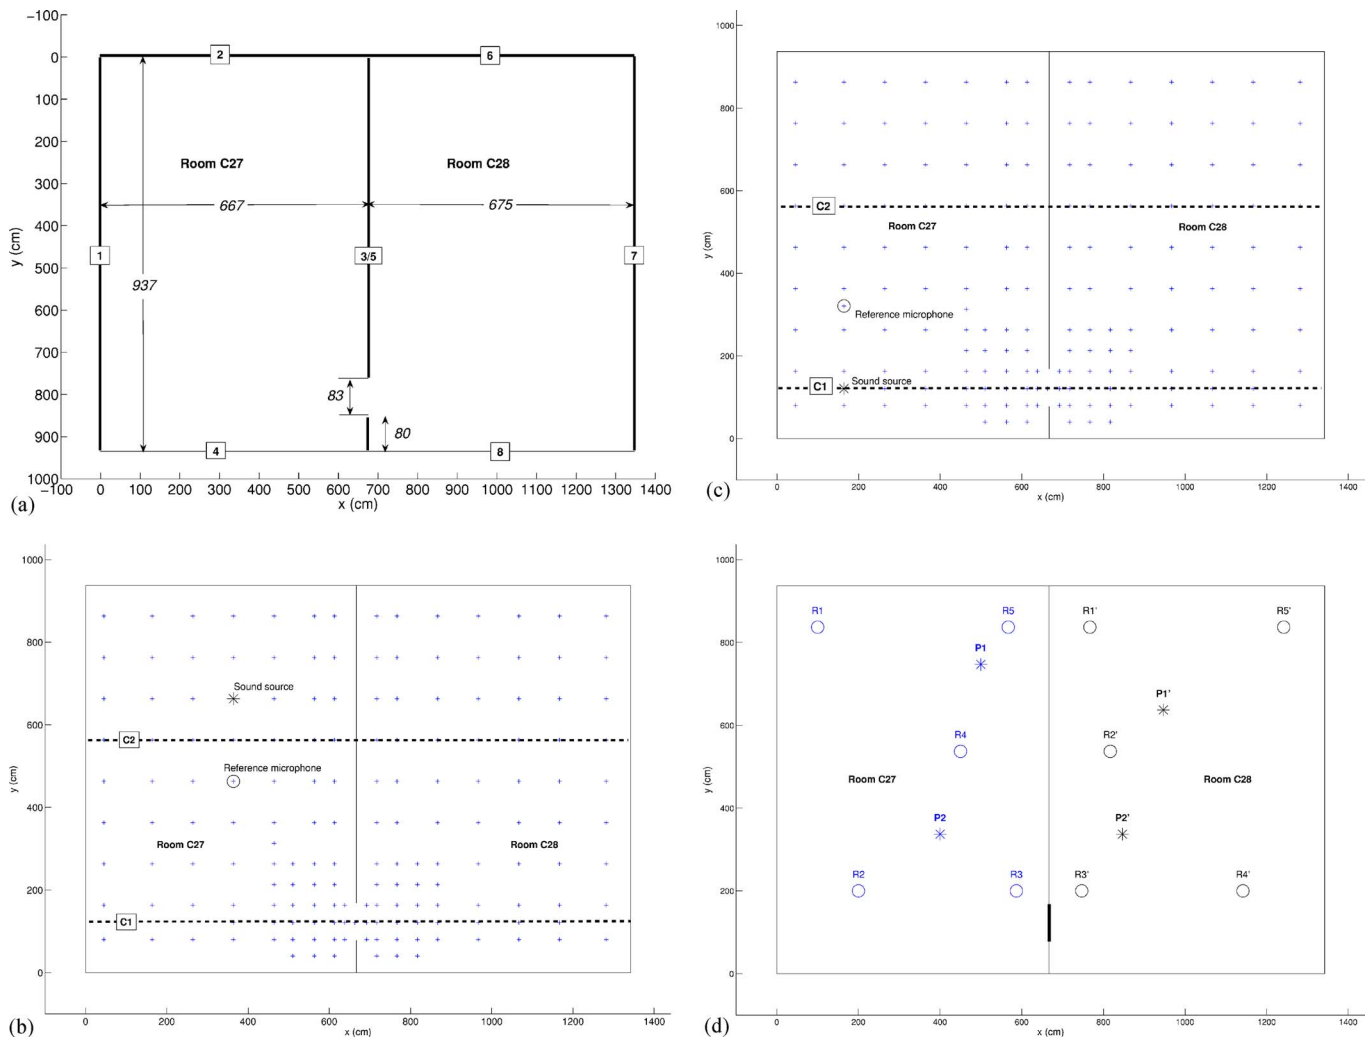 −100
0
100
200
300
400
500
600
700
800
900
1000
y (cm)
2
6
Room C27
Room C28
667
675
1
3/5
7
937
83
80
4
8
−100 0 100 200 300 400 500 600 700 800 900 1000 1100 1200 1300 1400
x (cm)
(a)
1000
800
600
400
200
0
y (cm)
C2
Room C27
Room C28
Reference microphone
C1
Sound source
0 200 400 600 800 1000 1200 1400
x (cm)
(c)
1000
800
600
400
200
0
y (cm)
Sound source
C2
Reference microphone
Room C27
Room C28
C1
0 200 400 600 800 1000 1200 1400
x (cm)
(b)
1000
800
600
400
200
0
y (cm)
R1 R5 R1' R5'
P1
P1'
R4 R2'
Room C27
Room C28
P2 P2'
R2 R3 R3' R4'
0 200 400 600 800 1000 1200 1400
x (cm)
(d)